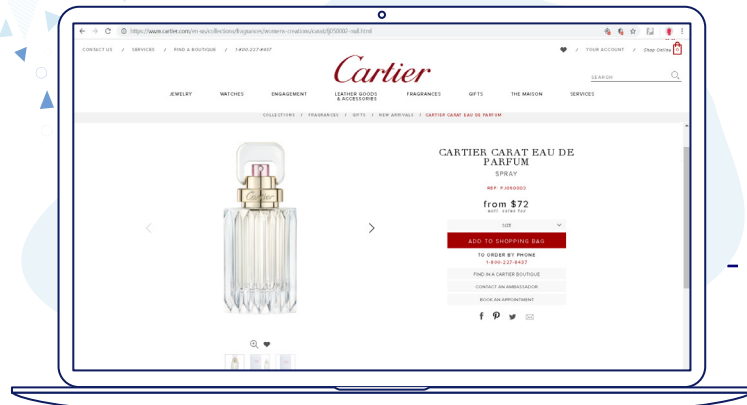 https://www.cartier.com/en-us/collections/fragrances/womens-creations/carat/
CONTACT US / SERVICES / FIND A BOUTIQUE / 1-800-227-8437
/ YOUR ACCOUNT / Shop Online 0
Cartier
SEARCH
JEWELRY WATCHES ENGAGEMENT LEATHER GOODS & ACCESSORIES FRAGRANCES GIFTS THE MAISON SERVICES
COLLECTIONS / FRAGRANCES / GIFTS / NEW ARRIVALS / CARTIER CARAT EAU DE PARFUM
Cartier
CARTIER CARAT EAU DE
PARFUM
SPRAY
from $72
SIZE
ADD TO SHOPPING BAG
TO ORDER BY PHONE
1-800-227-8437
FIND IN A CARTIER BOUTIQUE
CONTACT AN AMBASSADOR
BOOK AN APPOINTMENT